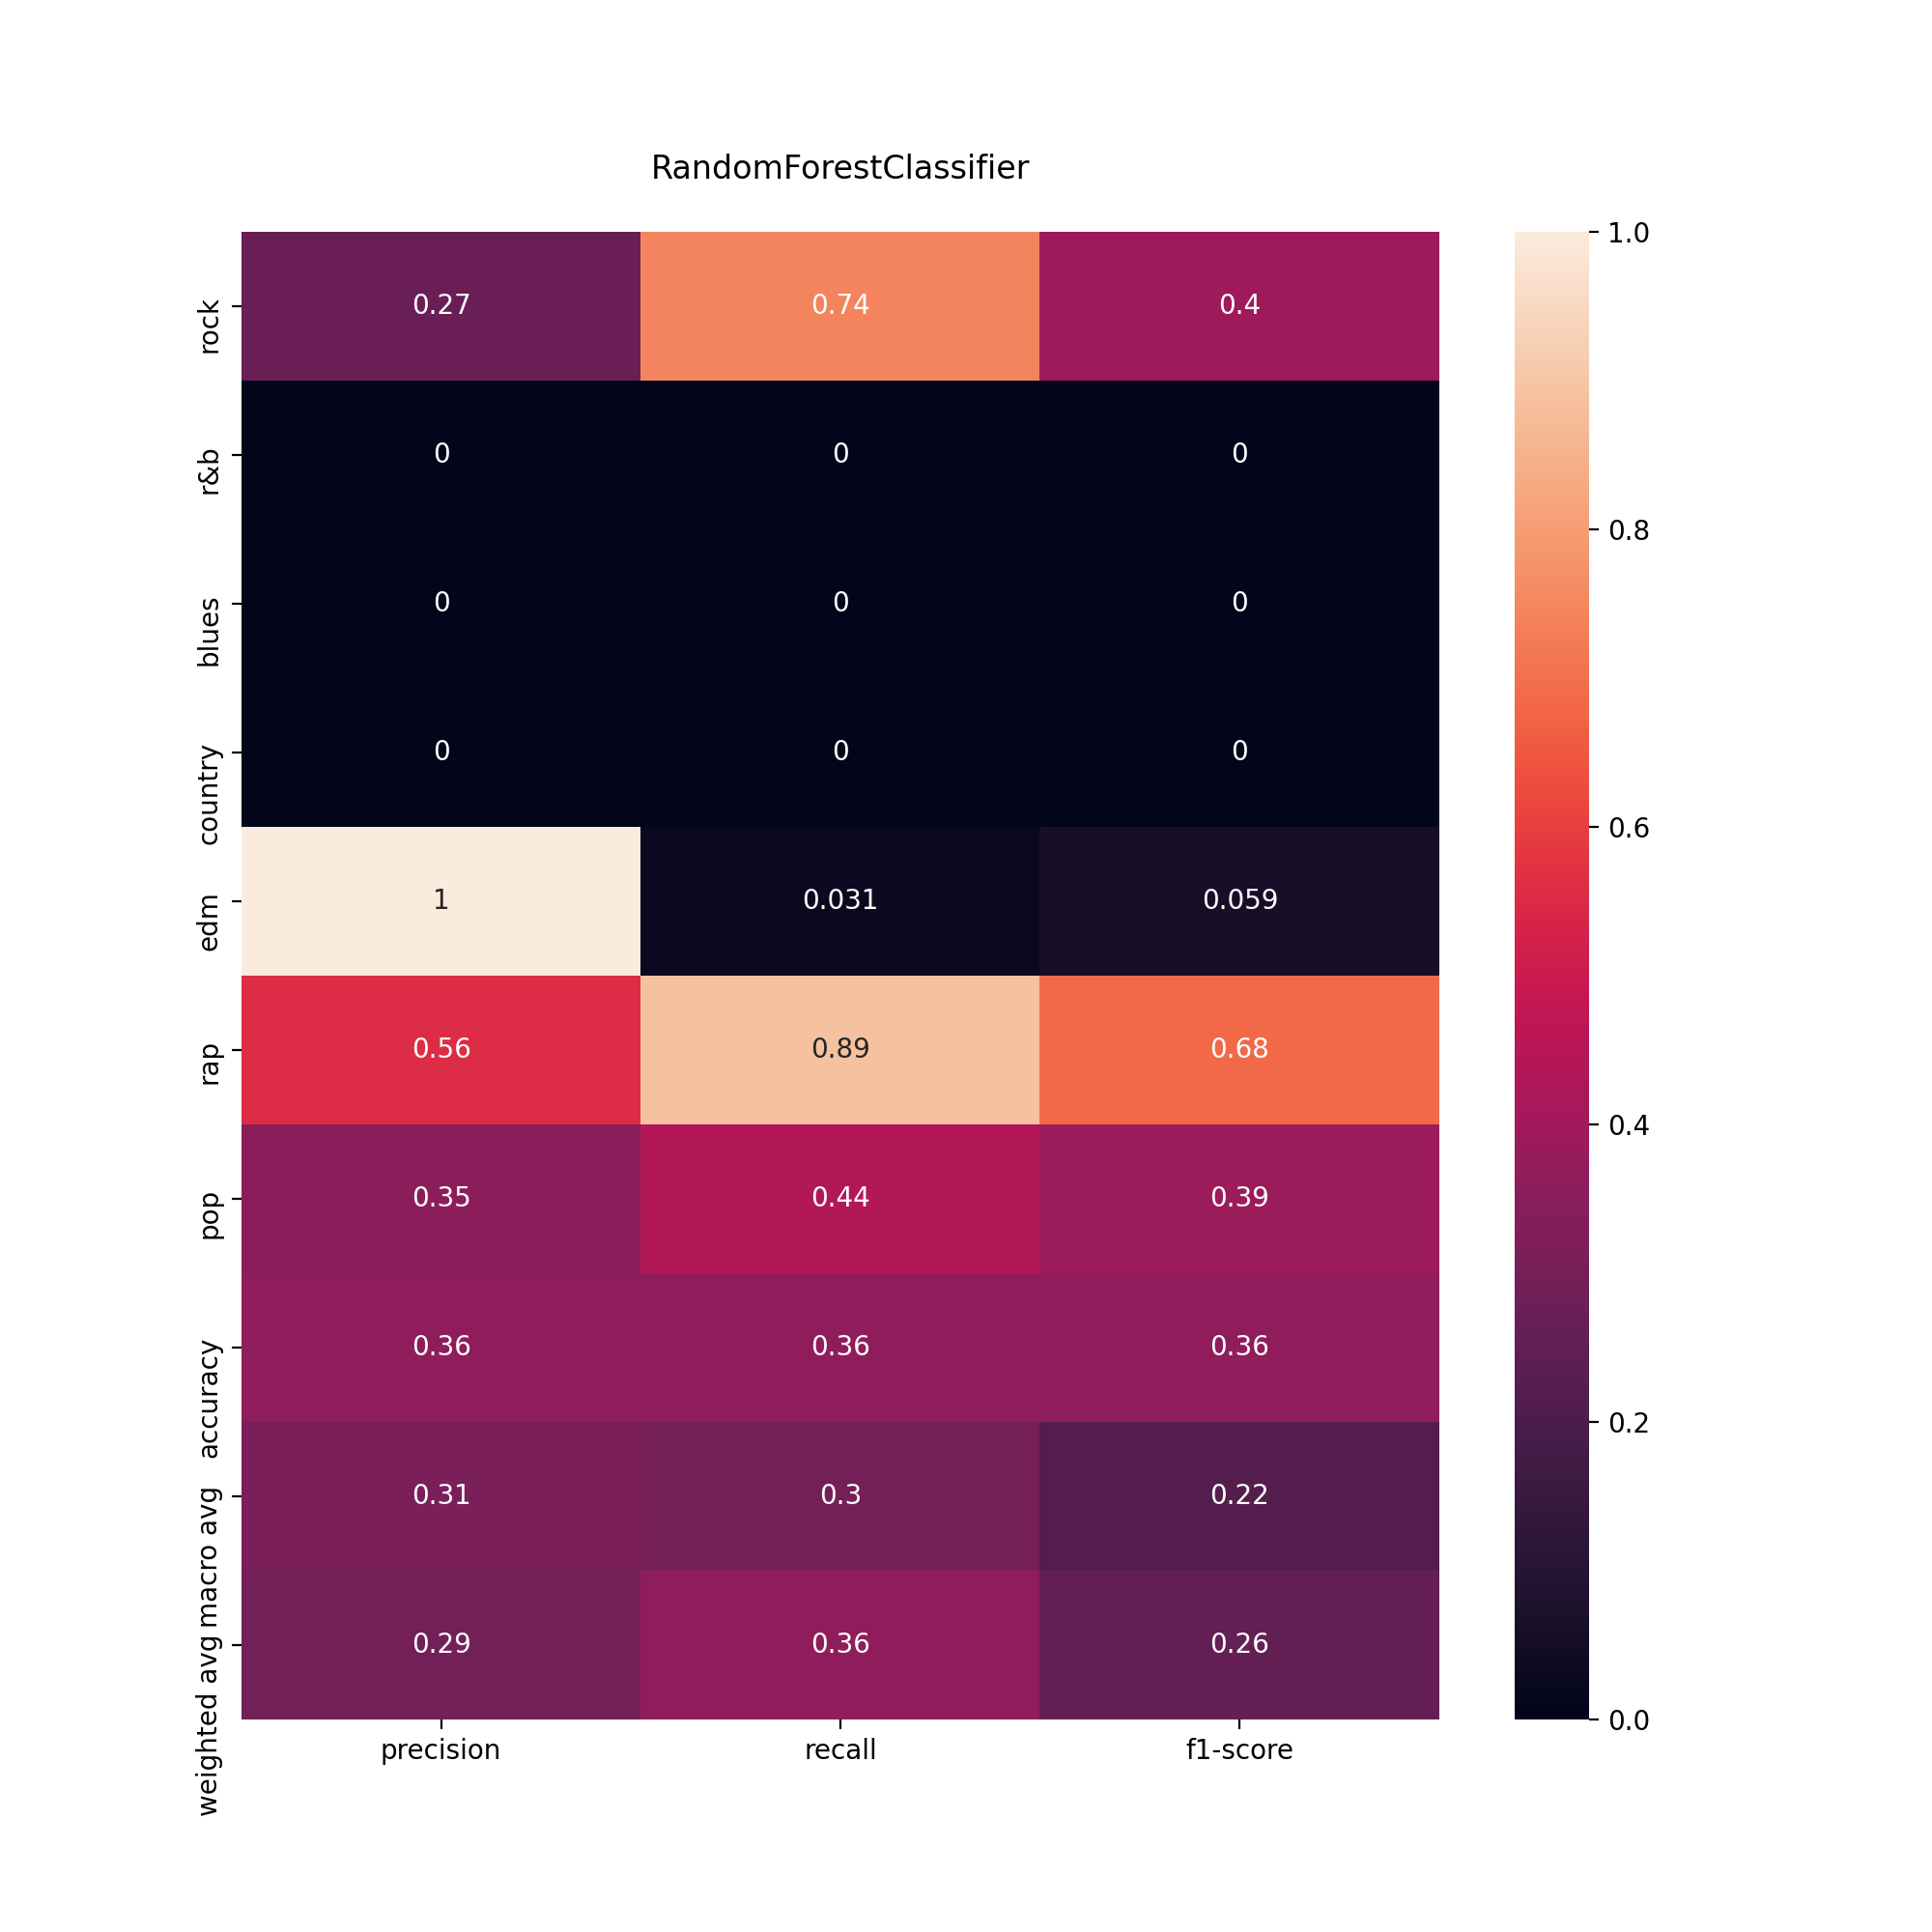 RandomForestClassifier
rock 0.27 0.74 0.4 1.0
r&b 0 0 0
0.8
blues 0 0 0
country 0 0 0
0.6
edm 1 0.031 0.059
rap 0.56 0.89 0.68
0.4
pop 0.35 0.44 0.39
accuracy 0.36 0.36 0.36
0.2
macro avg 0.31 0.3 0.22
weighted avg 0.29 0.36 0.26
0.0
precision recall f1-score